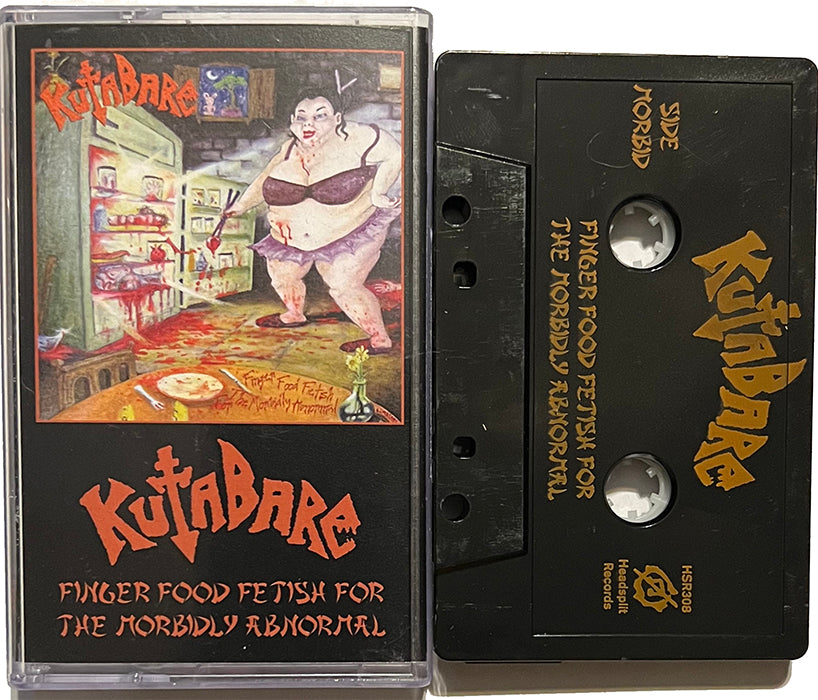 KutABARe
Finger Food Fetish
For The Morbidly Abnormal
KutABARe
FINGER FOOD FETISH FOR
THE MORBIDLY ABNORMAL
SIDE
MORBID
FINGER FOOD FETISH FOR
THE MORBIDLY ABNORMAL
KutABARe
HSR308
Headsplit
Records